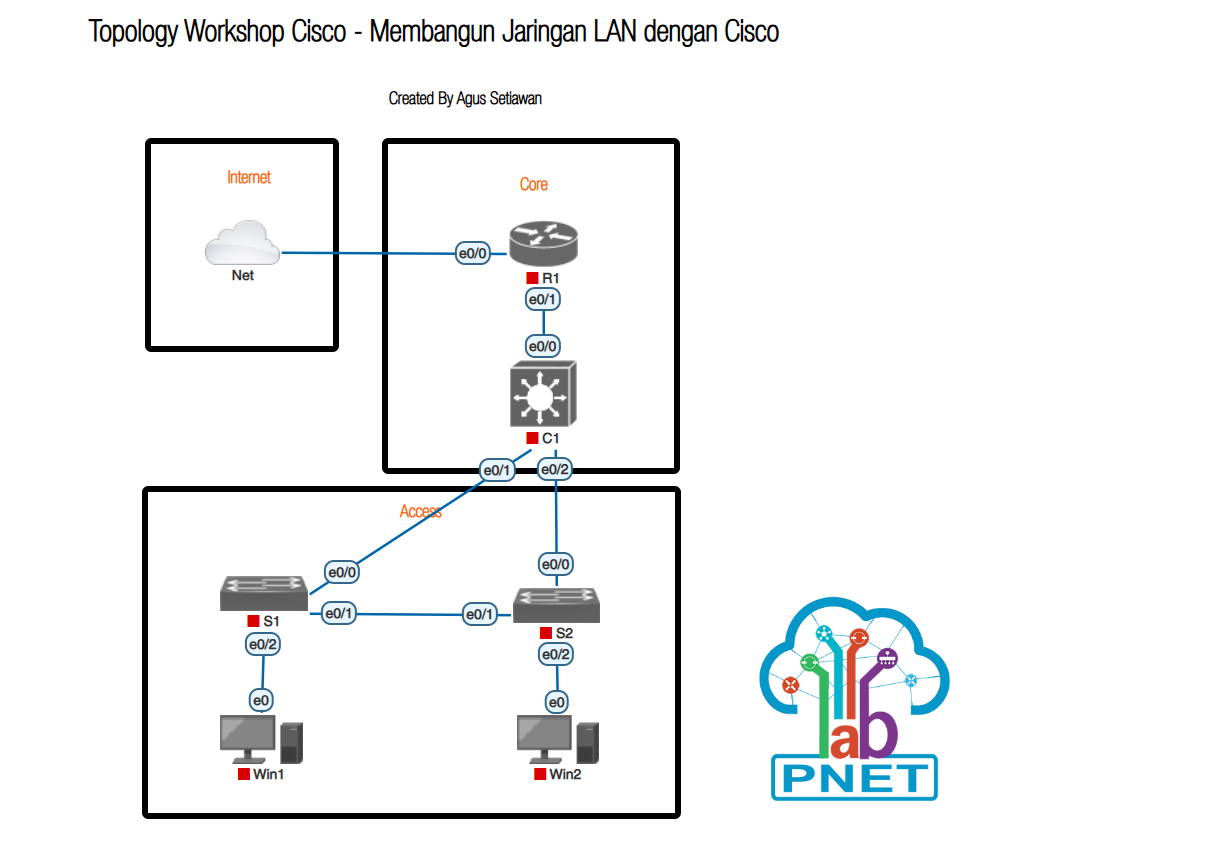 Topology Workshop Cisco - Membangun Jaringan LAN dengan Cisco
Created By Agus Setiawan
Internet
Core
Net
e0/0
R1
e0/1
e0/0
C1
e0/1
e0/2
Access
e0/0
e0/0
S1
e0/1
e0/1
S2
e0/2
e0/2
e0
e0
Win1
Win2
lab
PNET